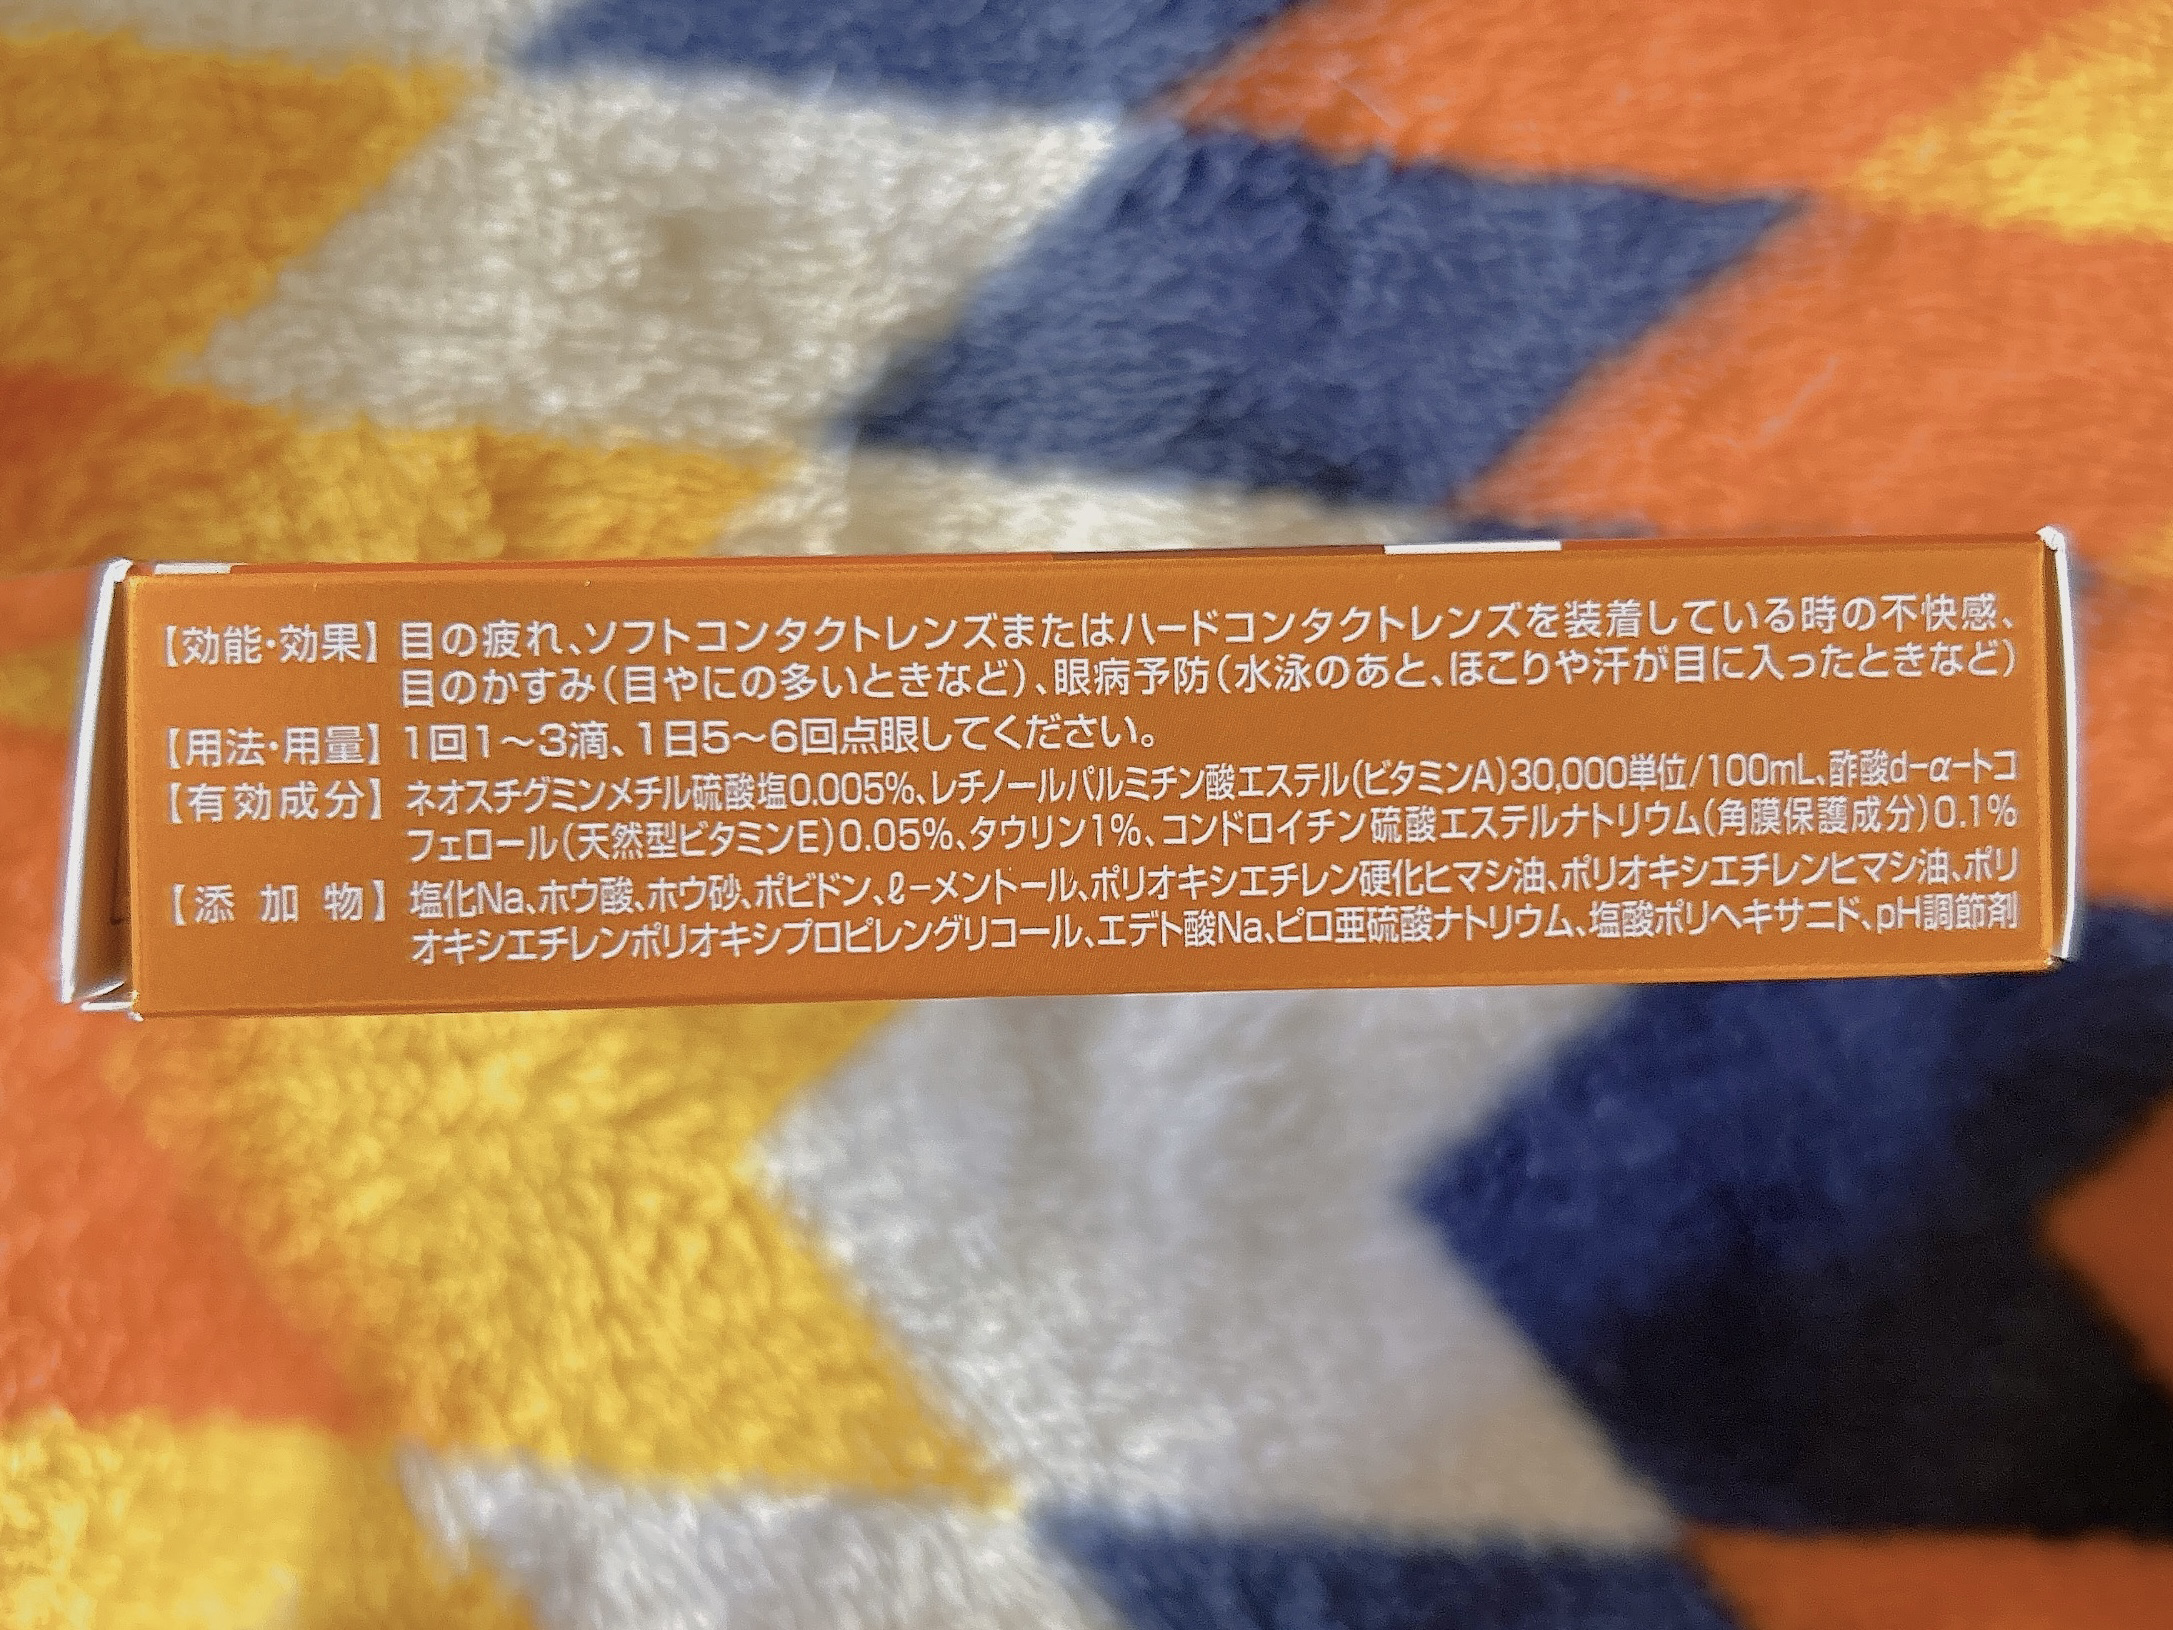 【効能・効果】目の疲れ、ソフトコンタクトレンズまたはハードコンタクトレンズを装着している時の不快感、
目のかすみ(目やにの多いときなど)、眼病予防(水泳のあと、ほこりや汗が目に入ったときなど)
【用法・用量】1回1〜3滴、1日5〜6回点眼してください。
【有効成分】ネオスチグミンメチル硫酸塩0.005%、レチノールパルミチン酸エステル(ビタミンA)30,000単位/100mL、酢酸d-α-トコ
フェロール(天然型ビタミンE)0.05%、タウリン1%、コンドロイチン硫酸エステルナトリウム(角膜保護成分)0.1%
【添加物】塩化Na、ホウ酸、ホウ砂、ポビドン、ℓ-メントール、ポリオキシエチレン硬化ヒマシ油、ポリオキシエチレンヒマシ油、ポリ
オキシエチレンポリオキシプロピレングリコール、エデト酸Na、ピロ亜硫酸ナトリウム、塩酸ポリヘキサニド、pH調節剤